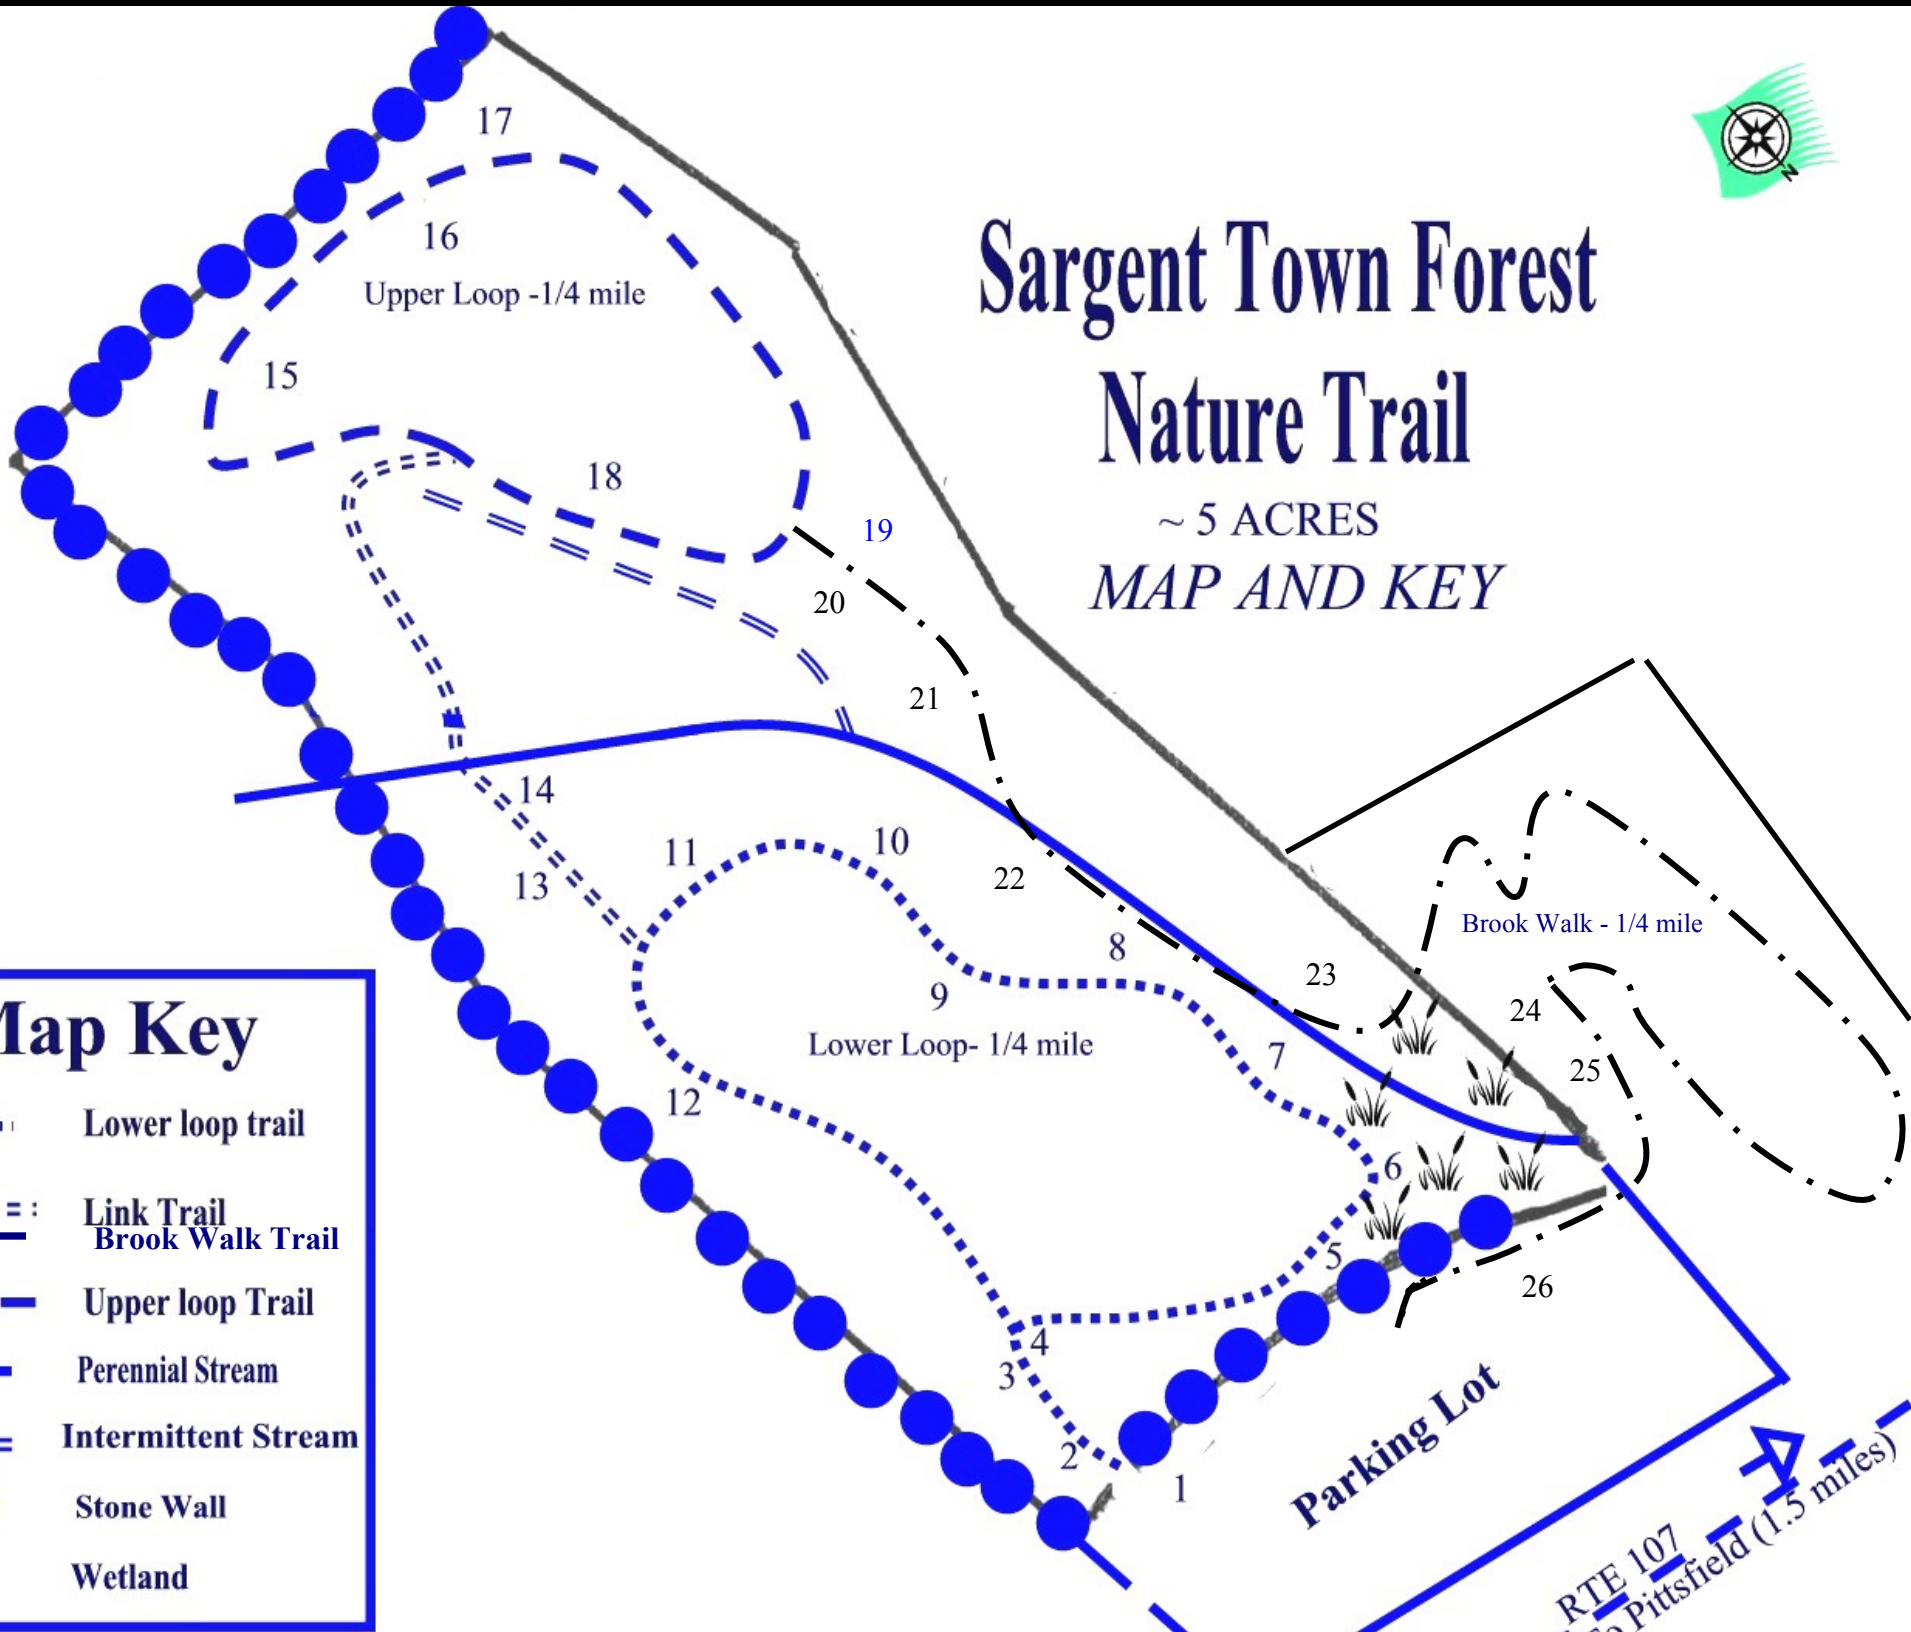 N
Sargent Town Forest
Nature Trail
~ 5 ACRES
MAP AND KEY
17
16
Upper Loop -1/4 mile
15
18
19
20
21
14
13
11
10
22
8
9
Lower Loop- 1/4 mile
12
7
23
Brook Walk - 1/4 mile
24
25
6
5
26
4
3
2
1
Parking Lot
RTE 107
To Pittsfield (1.5 miles)
Map Key
Lower loop trail
Link Trail
Brook Walk Trail
Upper loop Trail
Perennial Stream
Intermittent Stream
Stone Wall
Wetland